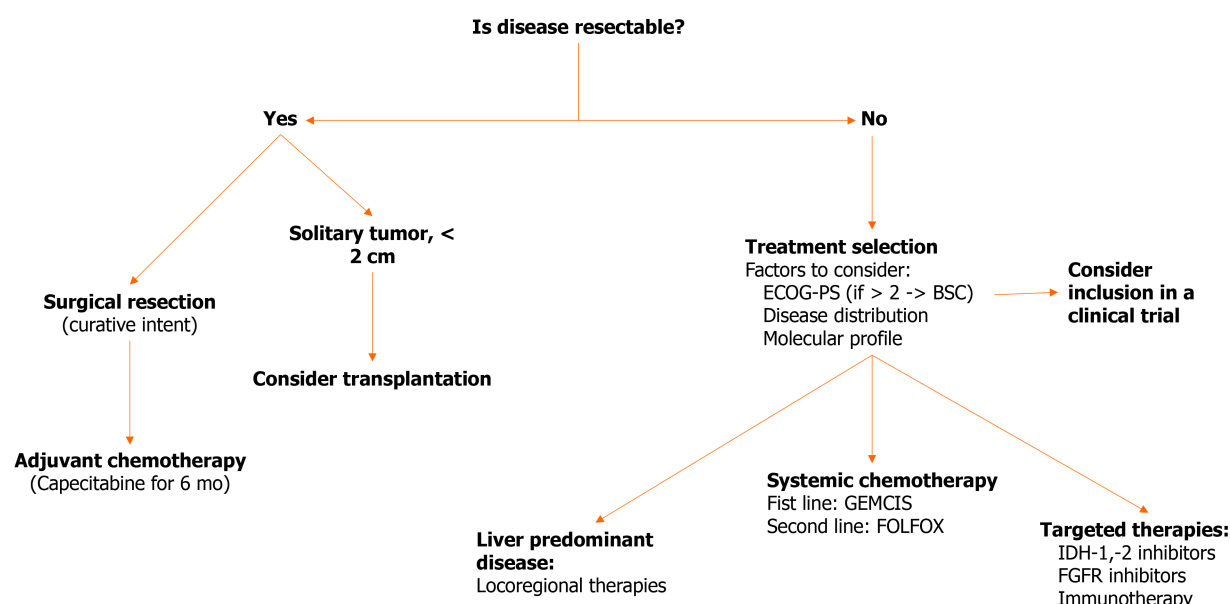 Is disease resectable?
Yes
No
Solitary tumor, <
2 cm
Surgical resection
(curative intent)
Consider transplantation
Adjuvant chemotherapy
(Capecitabine for 6 mo)
Treatment selection
Factors to consider:
ECOG-PS (if > 2 -> BSC)
Disease distribution
Molecular profile
Consider
inclusion in a
clinical trial
Liver predominant
disease:
Locoregional therapies
Systemic chemotherapy
Fist line: GEMCIS
Second line: FOLFOX
Targeted therapies:
IDH-1,-2 inhibitors
FGFR inhibitors
Immunotherapy